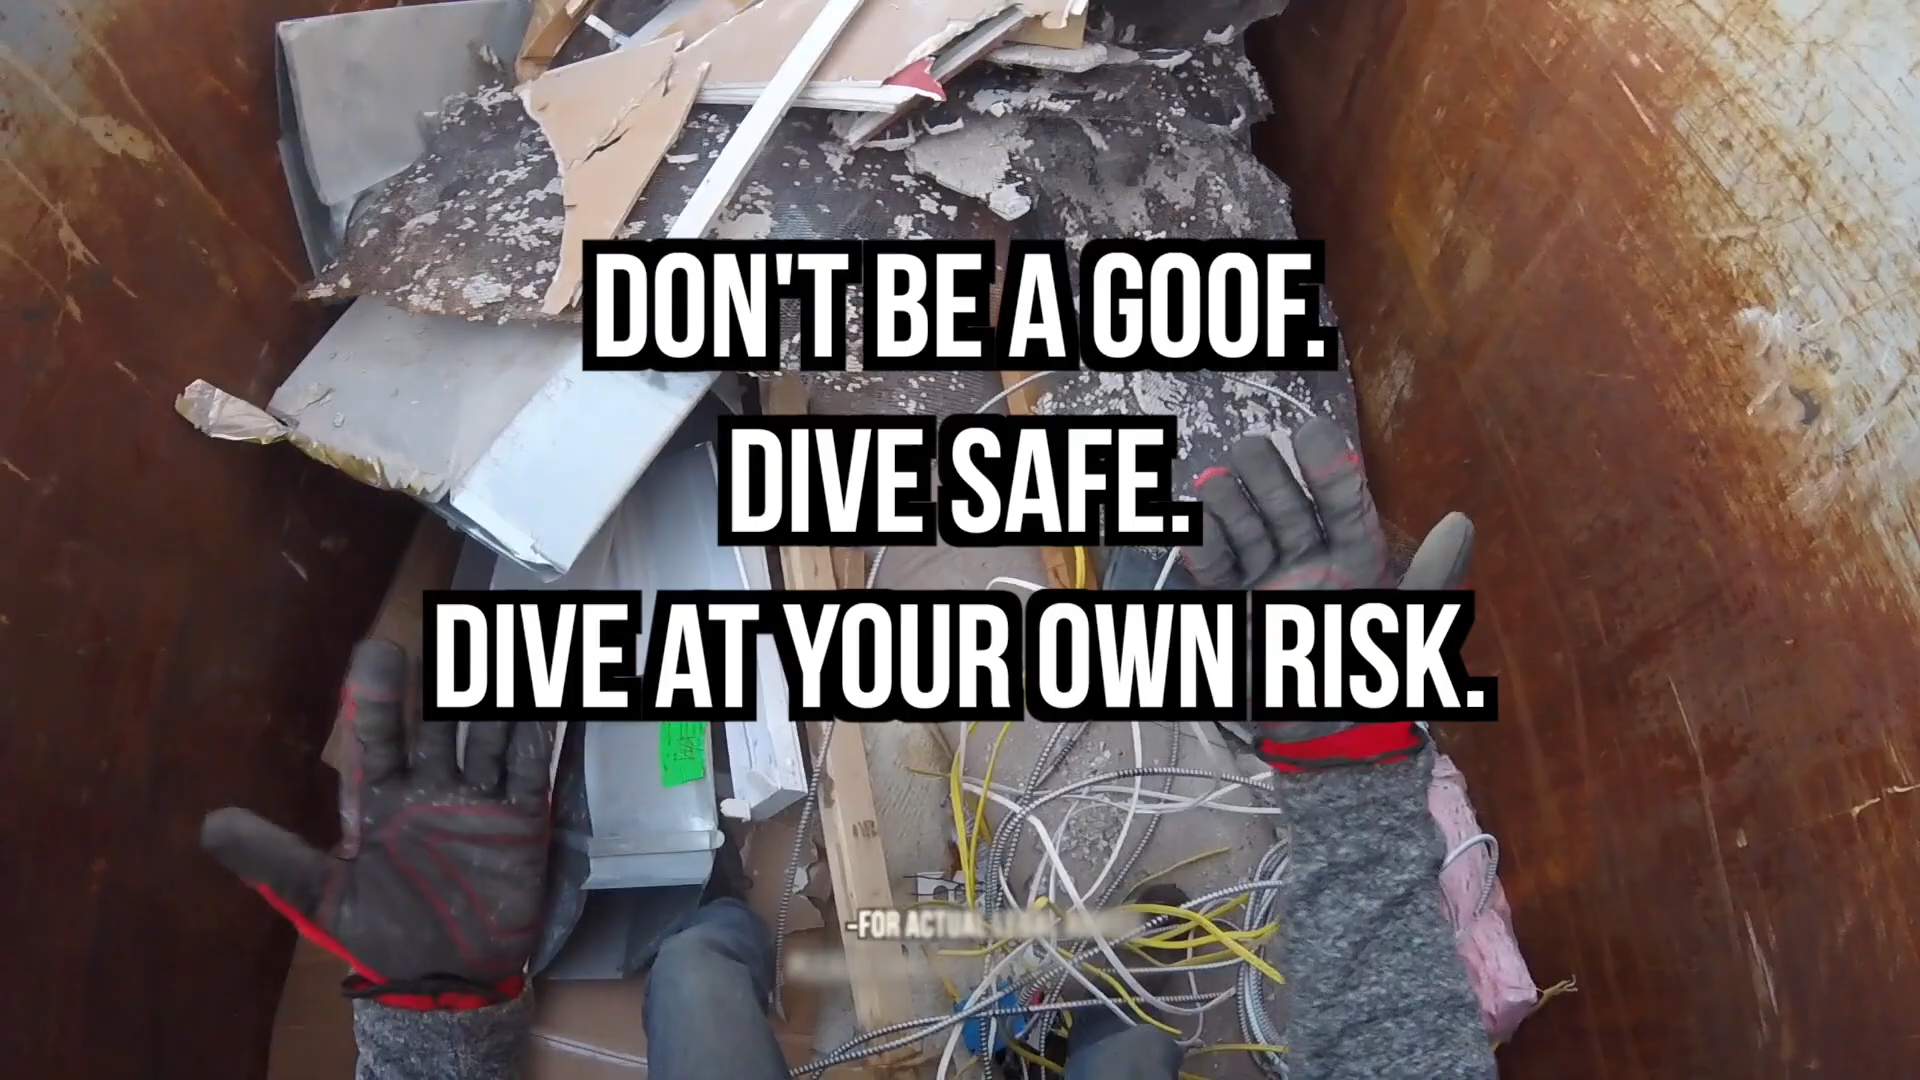 DON'T BE A GOOF.
DIVE SAFE.
DIVE AT YOUR OWN RISK.
-FOR ACTUAL